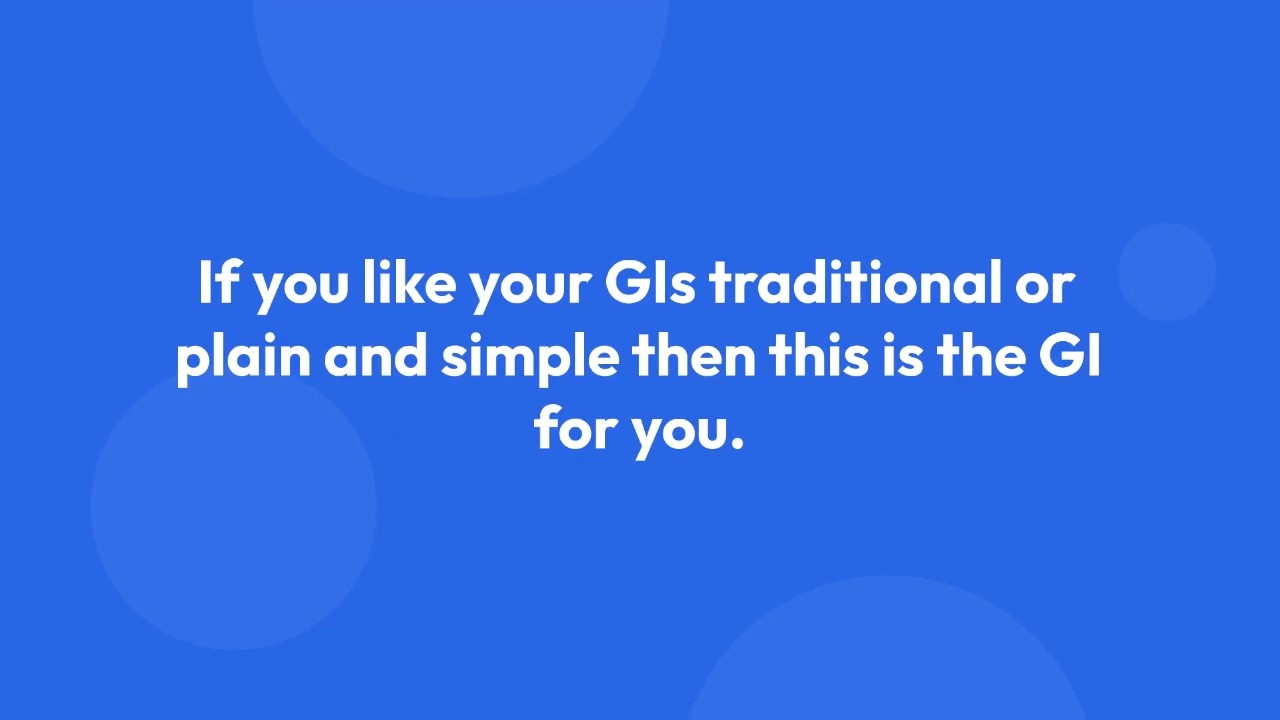 If you like your GIs traditional or
plain and simple then this is the GI
for you.